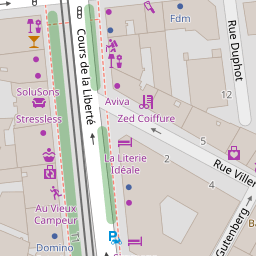 Fdm
Rue Duphot
Cours de la Liberté
SoluSons
Stressless
Aviva
Zed Coiffure
12
5
La Literie
Idéale
4
2
Rue Viller
Au Vieux
Campeur
Gutenberg
Domino
T1